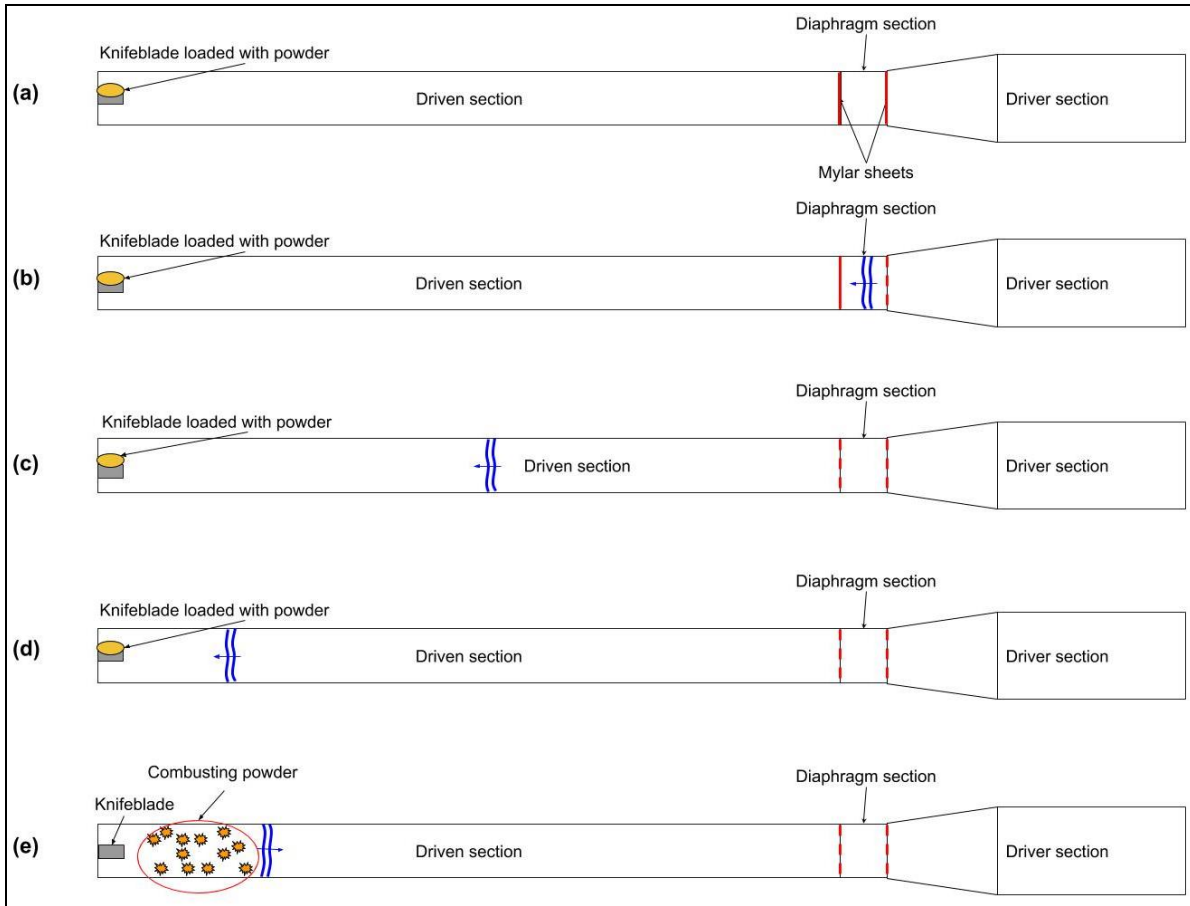 Diaphragm section
Knifeblade loaded with powder
(a)
Driven section
Driver section
Mylar sheets
Diaphragm section
Knifeblade loaded with powder
(b)
Driven section
Driver section
Diaphragm section
Knifeblade loaded with powder
(c)
Driven section
Driver section
Diaphragm section
Knifeblade loaded with powder
(d)
Driven section
Driver section
Combusting powder
Diaphragm section
Knifeblade
(e)
Driven section
Driver section